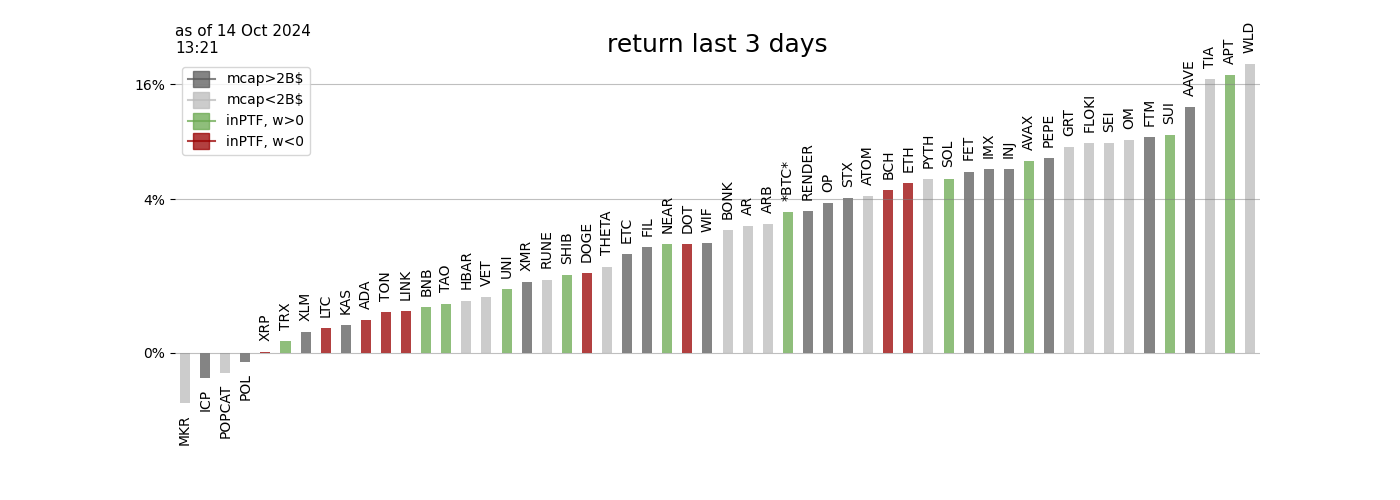 as of 14 Oct 2024
13:21
return last 3 days
mcap>2B$
mcap<2B$
inPTF, w>0
inPTF, w<0
16%
4%
0%
MKR
ICP
POPCAT
POL
XRP
TRX
XLM
LTC
KAS
ADA
TON
LINK
BNB
TAO
HBAR
VET
UNI
XMR
RUNE
SHIB
DOGE
THETA
ETC
FIL
NEAR
DOT
WIF
BONK
AR
ARB
*BTC*
RENDER
OP
STX
ATOM
BCH
ETH
PYTH
SOL
FET
IMX
INJ
AVAX
PEPE
GRT
FLOKI
SEI
OM
FTM
SUI
AAVE
TIA
APT
WLD